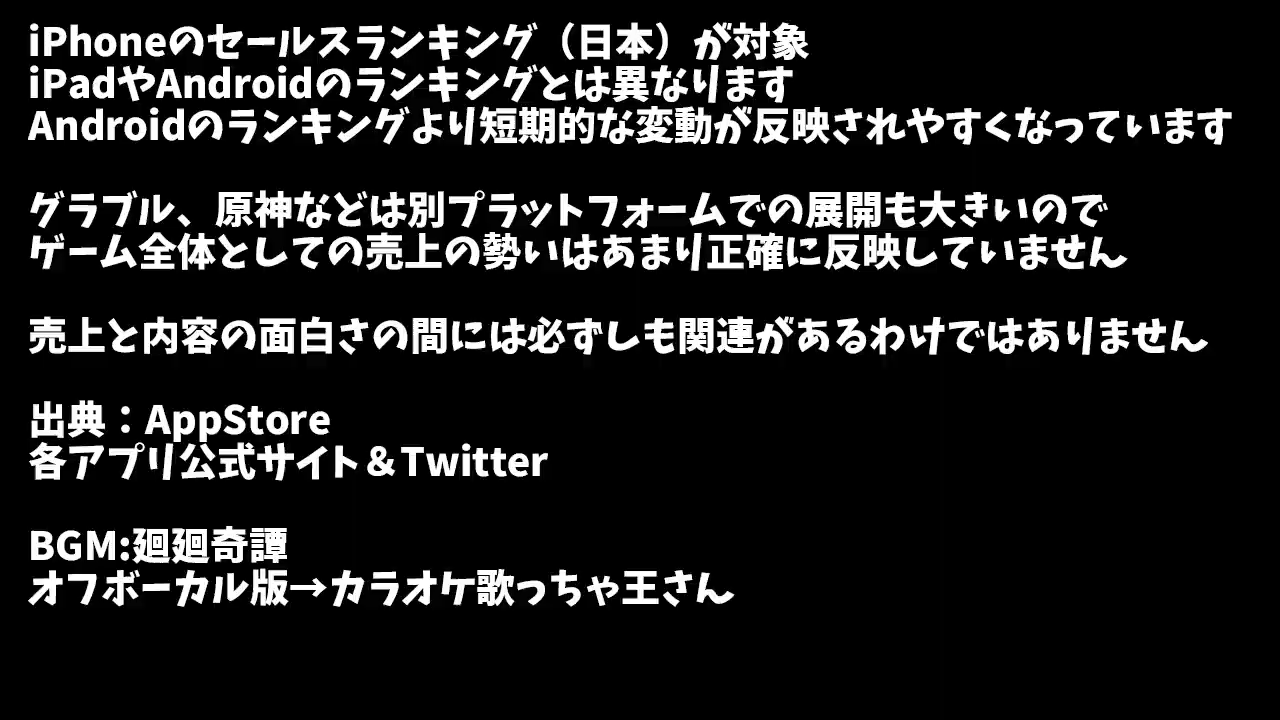 iPhoneのセールスランキング（日本）が対象
iPadやAndroidのランキングとは異なります
Androidのランキングより短期的な変動が反映されやすくなっています
グラブル、原神などは別プラットフォームでの展開も大きいので
ゲーム全体としての売上の勢いはあまり正確に反映していません
売上と内容の面白さの間には必ずしも関連があるわけではありません
出典：AppStore
各アプリ公式サイト＆Twitter
BGM:廻廻奇譚
オフボーカル版→カラオケ歌っちゃ王さん